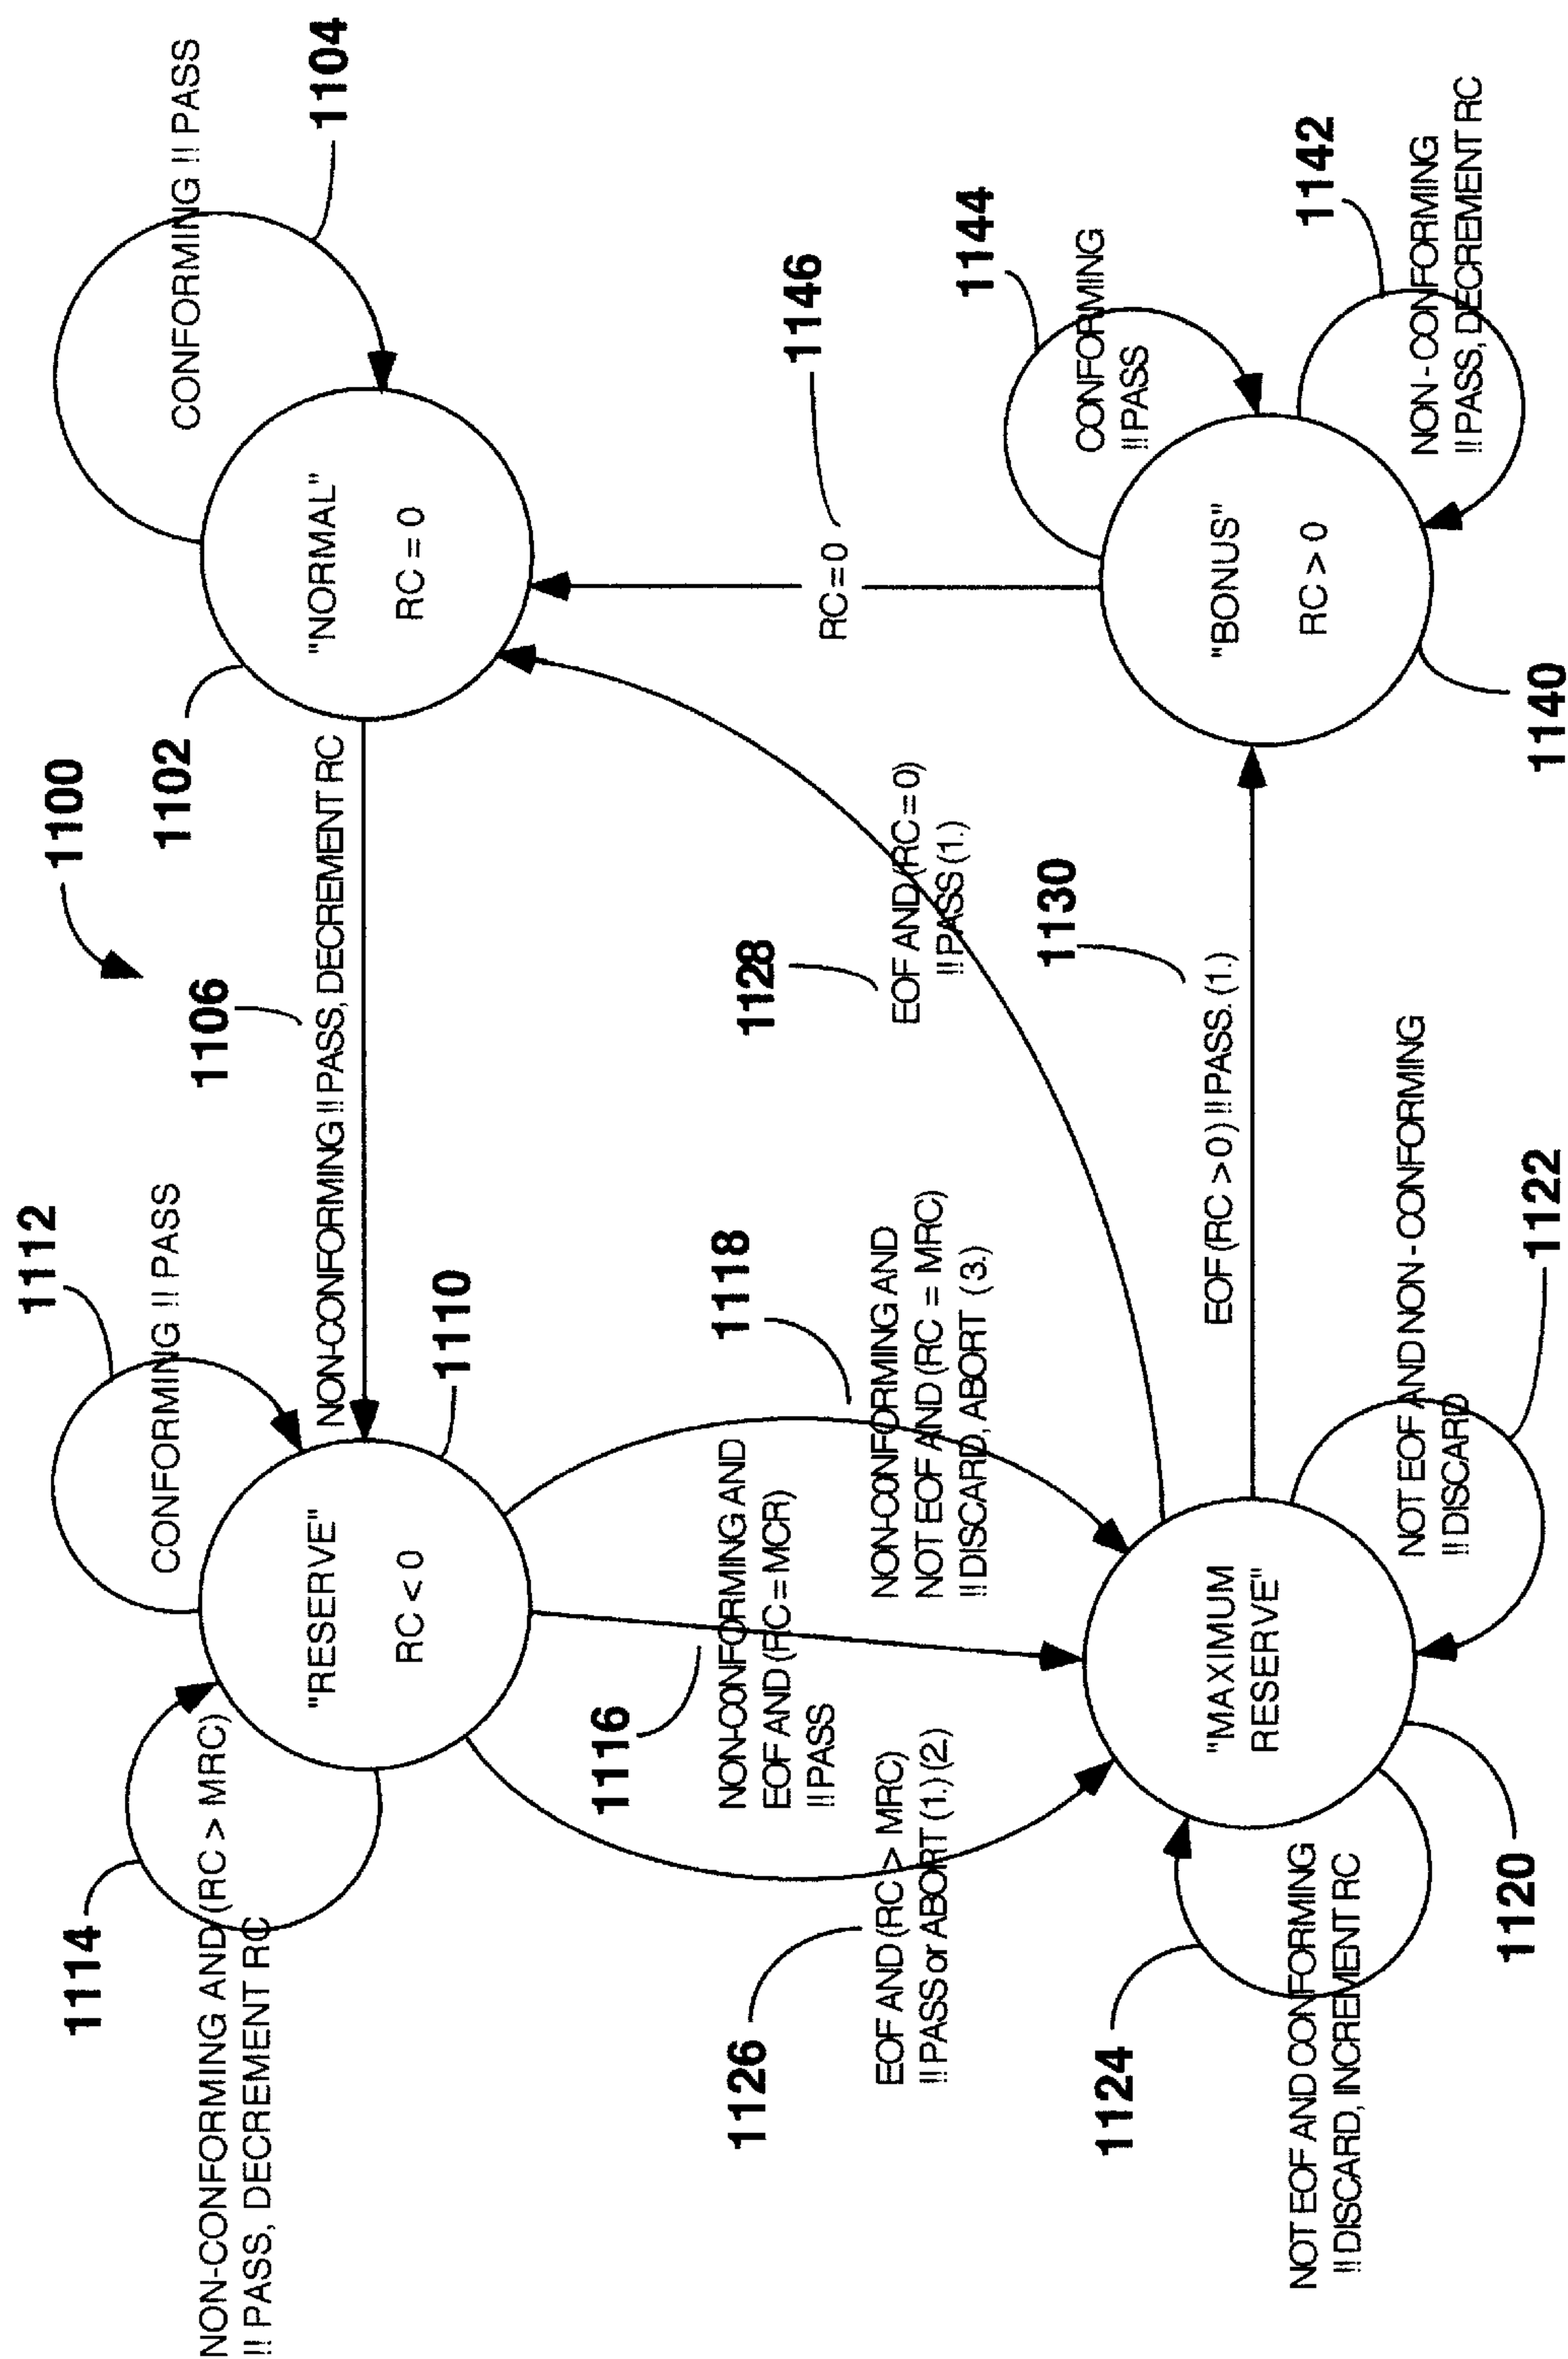 1100
1112
CONFORMING !! PASS
1114
NON-CONFORMING AND (RC > MRC)
!! PASS, DECREMENT RC
"RESERVE"
RC < 0
1110
1106
NON-CONFORMING !! PASS, DECREMENT RC
1102
"NORMAL"
RC = 0
CONFORMING !! PASS
1104
1126
EOF AND (RC > MRC)
!! PASS or ABORT (1.) (2.)
1116
NON-CONFORMING AND
EOF AND (RC = MCR)
!! PASS
1118
NON-CONFORMING AND
NOT EOF AND (RC = MRC)
!! DISCARD, ABORT (3.)
1128
EOF AND (RC = 0)
!! PASS (1.)
1146
RC = 0
1124
NOT EOF AND CONFORMING
!! DISCARD, INCREMENT RC
"MAXIMUM
RESERVE"
1120
NOT EOF AND NON - CONFORMING
!! DISCARD
1122
1130
EOF (RC > 0) !! PASS. (1.)
"BONUS"
RC > 0
1140
1144
CONFORMING
!! PASS
1142
NON - CONFORMING
!! PASS, DECREMENT RC